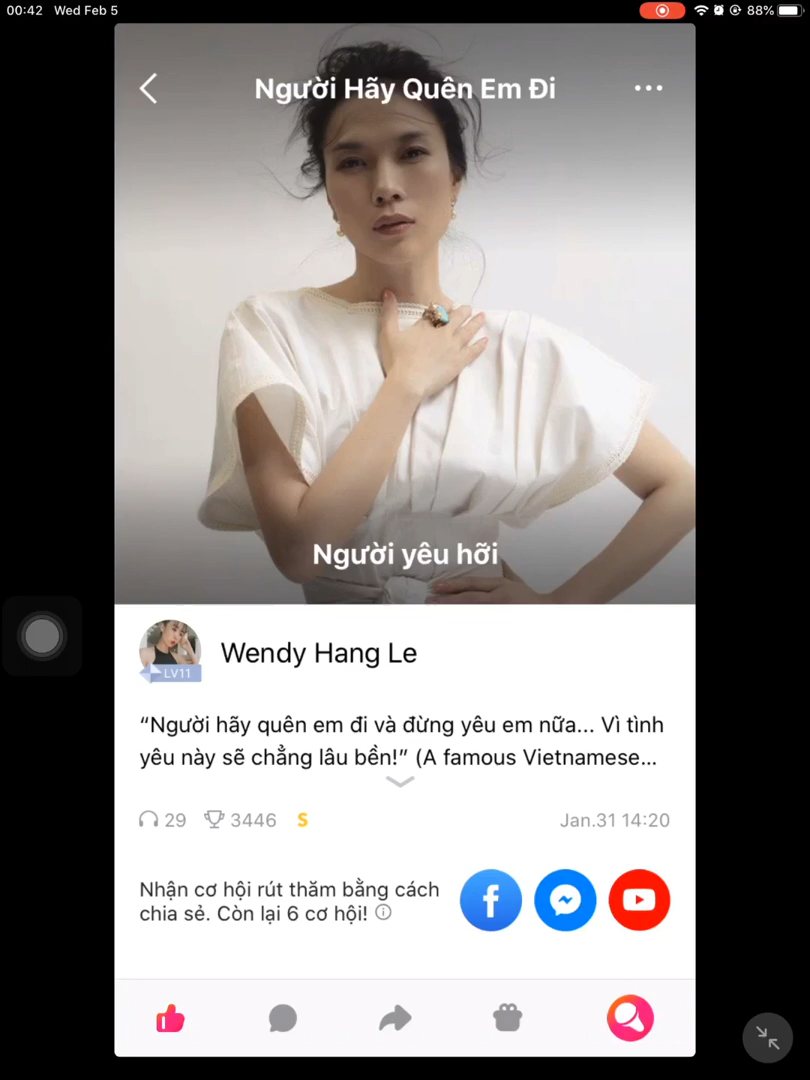 00:42 Wed Feb 5
88%
Người Hãy Quên Em Đi
Người yêu hỡi
LV11
Wendy Hang Le
“Người hãy quên em đi và đừng yêu em nữa... Vì tình
yêu này sẽ chẳng lâu bền!” (A famous Vietnamese...
29 3446 S Jan.31 14:20
Nhận cơ hội rút thăm bằng cách
chia sẻ. Còn lại 6 cơ hội!